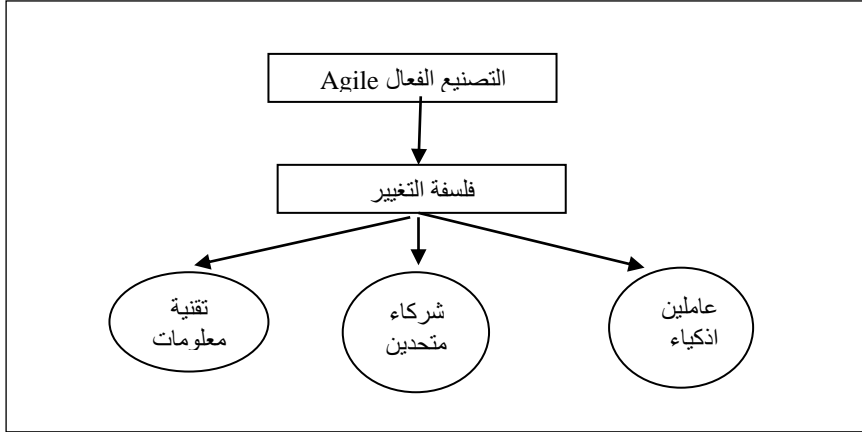 التصنيع الفعال Agile
فلسفة التغيير
عاملين
اذكياء
شركاء
متحدين
تقنية
معلومات